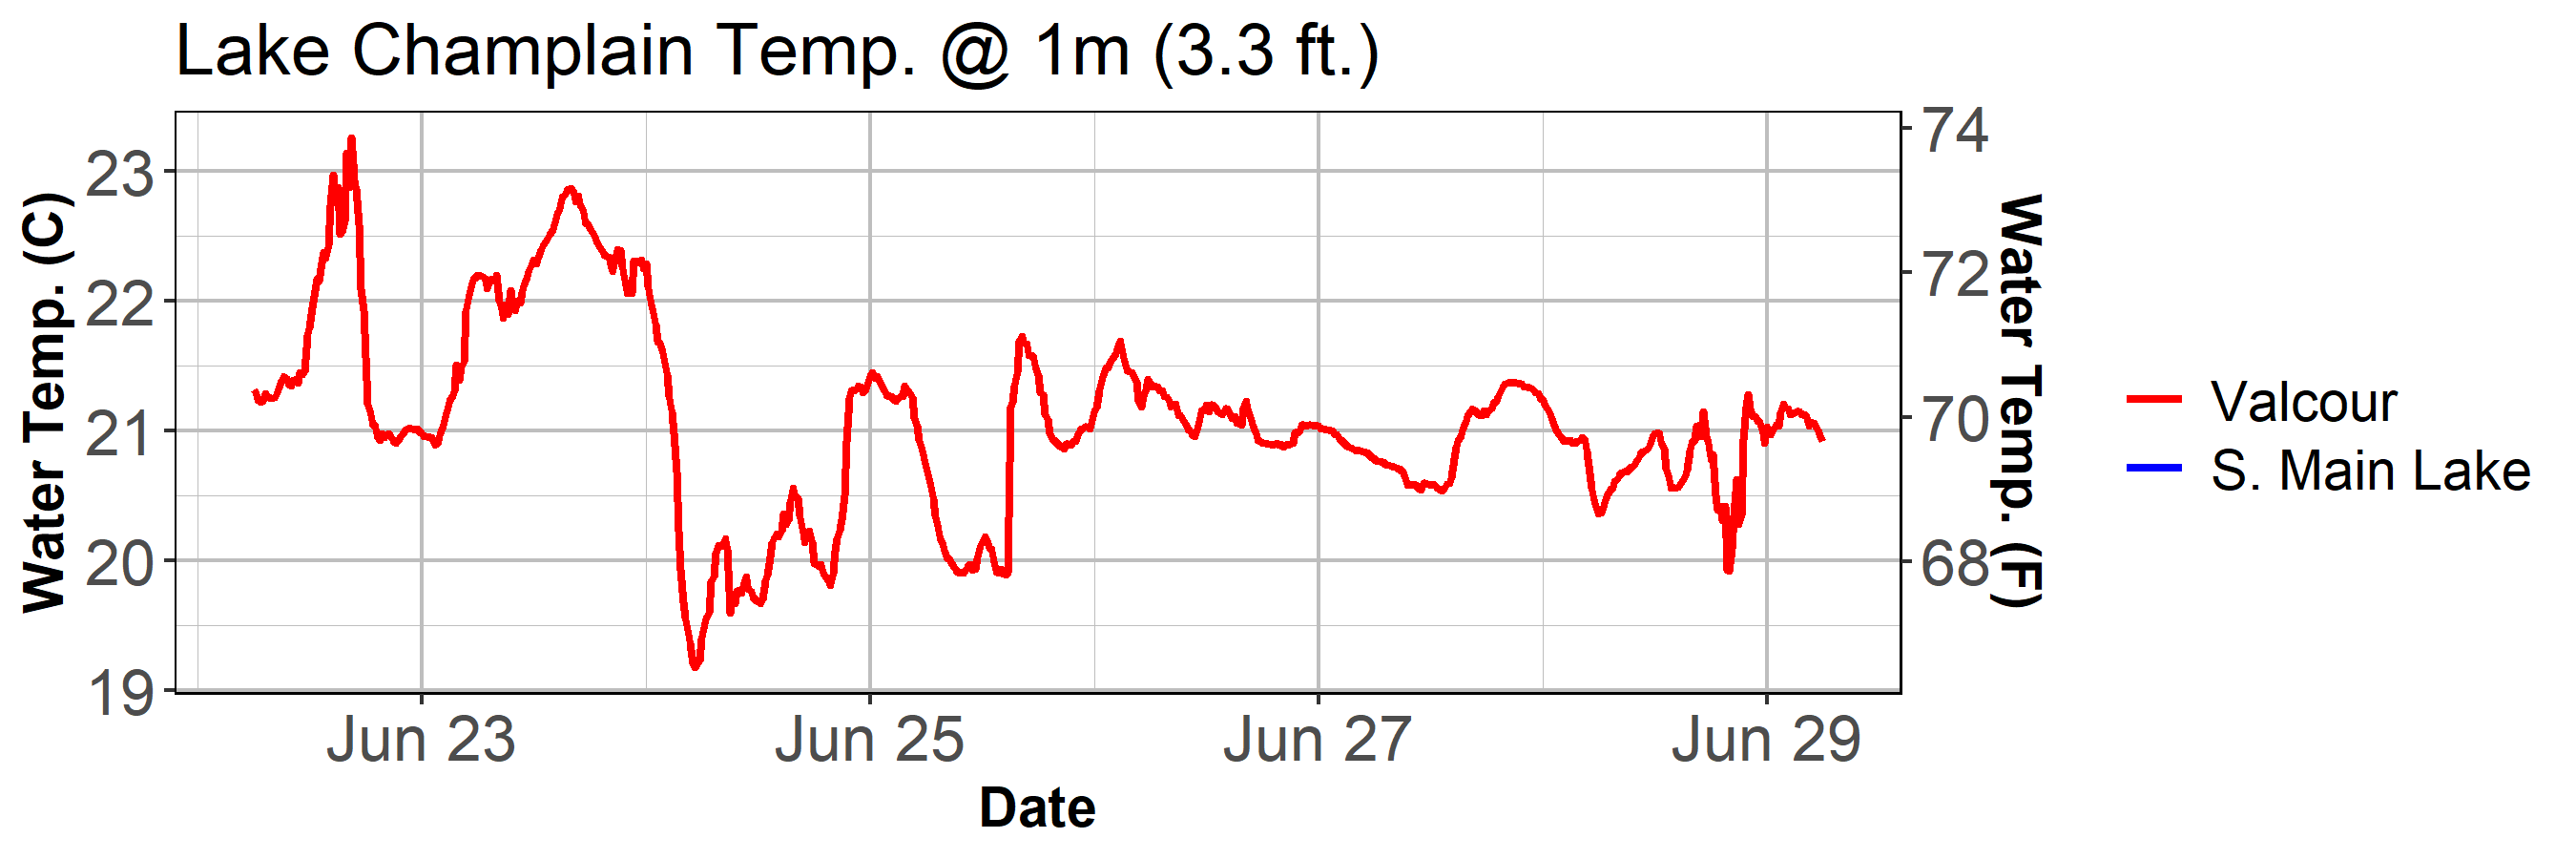 Lake Champlain Temp. @ 1m (3.3 ft.)
Water Temp. (C)
23
22
21
20
19
74
72
70
68
Water Temp. (F)
Jun 23
Jun 25
Jun 27
Jun 29
Date
Valcour
S. Main Lake